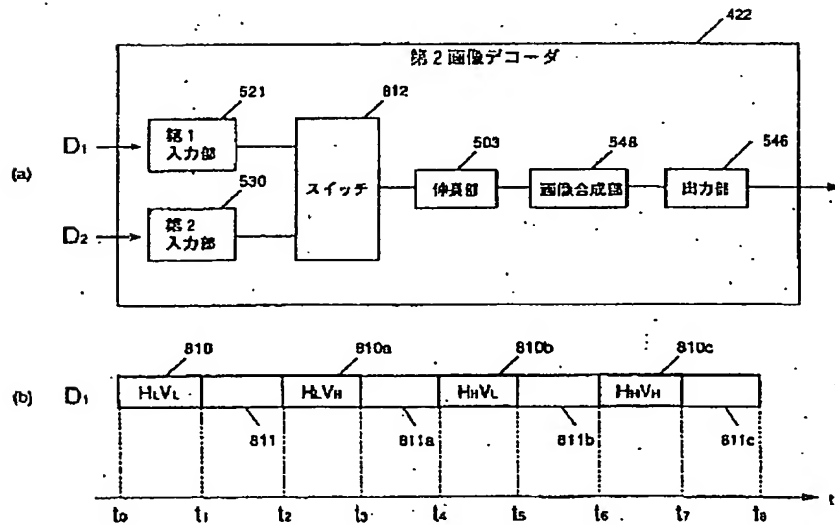 422
第2画像デコーダ
521
812
D₁
第1
入力部
503
548
546
(a)
530
スイッチ
伸長部
画像合成部
出力部
D₂
第2
入力部
810
810a
810b
810c
(b)
D₁
HLVL
HLVH
HHVL
HHVH
811
811a
811b
811c
t
t₀
t₁
t₂
t₃
t₄
t₅
t₆
t₇
t₈